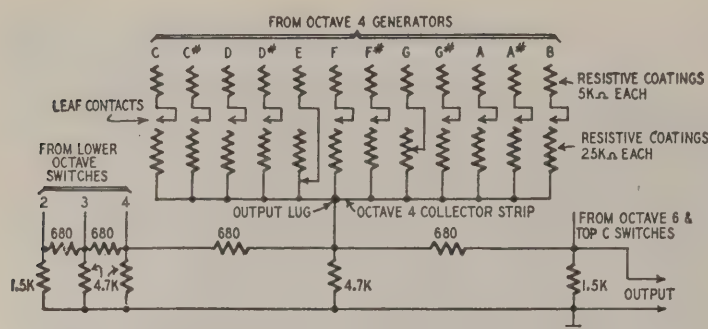 FROM OCTAVE 4 GENERATORS
C C# D D# E F F# G G# A A# B
RESISTIVE COATINGS
5KΩ EACH
LEAF CONTACTS
RESISTIVE COATINGS
25KΩ EACH
FROM LOWER
OCTAVE
SWITCHES
2 3 4
OUTPUT LUG
OCTAVE 4 COLLECTOR STRIP
FROM OCTAVE 6 &
TOP C SWITCHES
680 680 680 680
1.5K 4.7K 4.7K 1.5K
OUTPUT